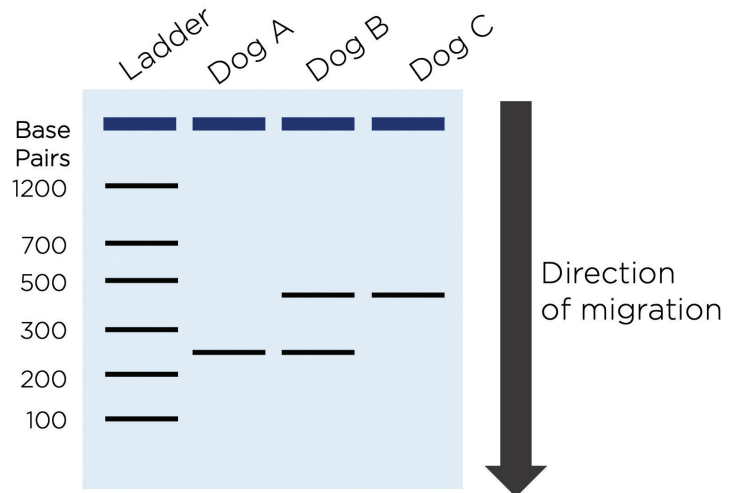 Ladder
Dog A
Dog B
Dog C
Base
Pairs
1200
700
500
300
200
100
Direction
of migration